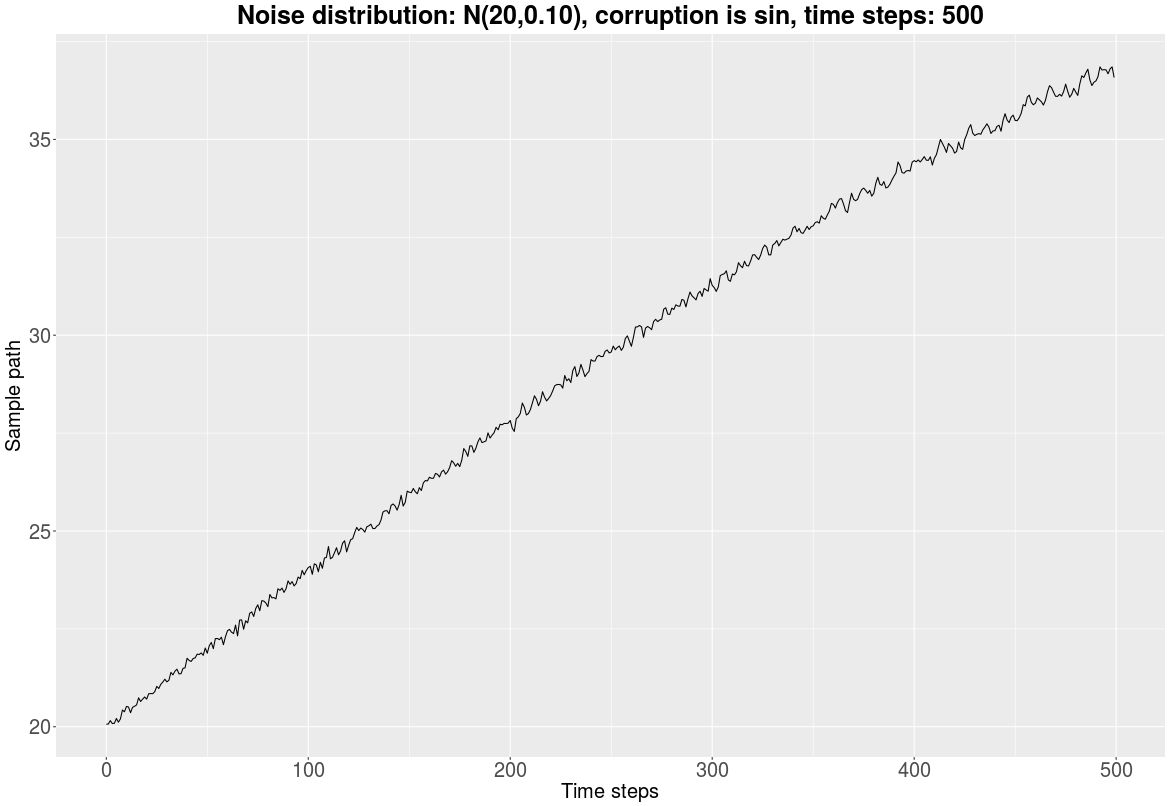 Noise distribution: N(20,0.10), corruption is sin, time steps: 500
Sample path
35
30
25
20
0 100 200 300 400 500
Time steps